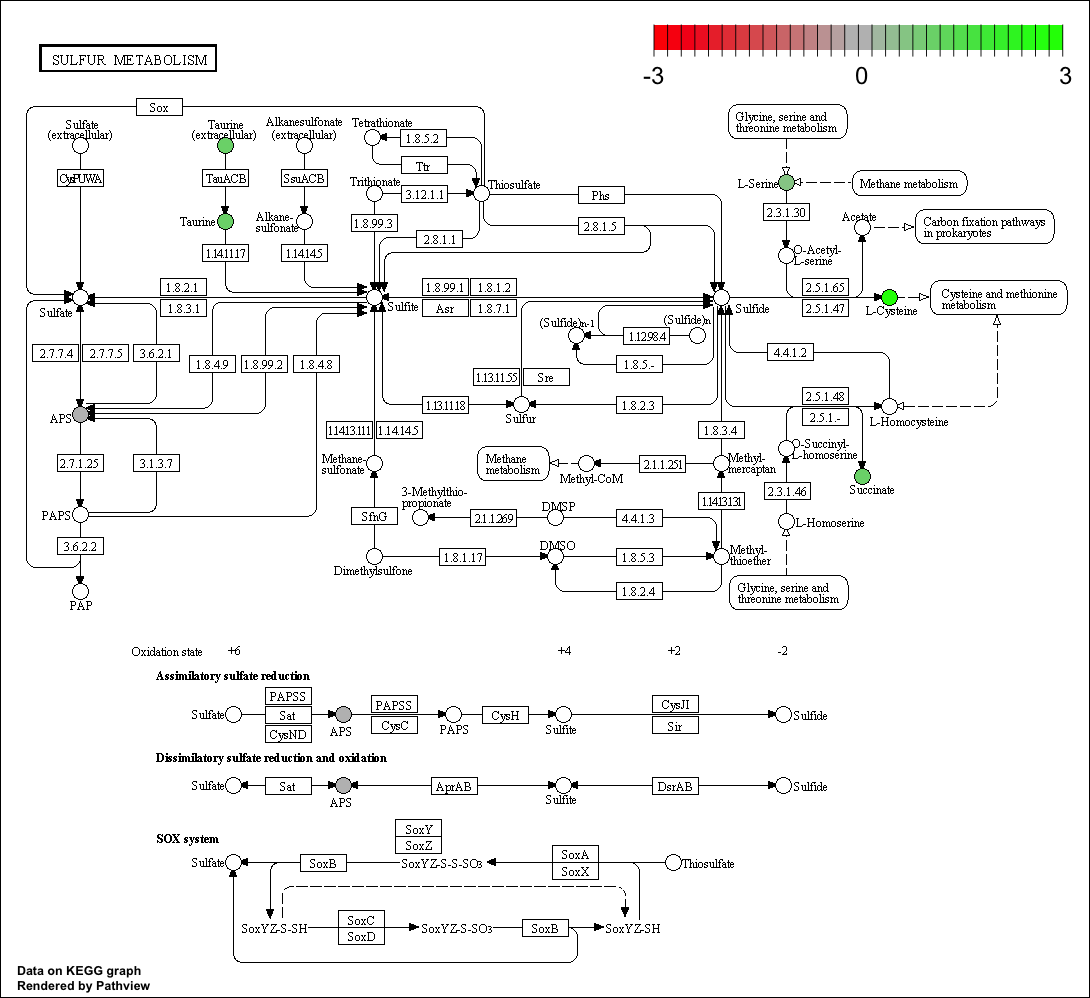 SULFUR METABOLISM
-3
0
3
Sox
Sulfate
(extracellular)
Taurine
(extracellular)
Alkanesulfonate
(extracellular)
Tetrathionate
1.8.5.2
Ttr
Glycine, serine and
threonine metabolism
CysPUWA
TauACB
SsuACB
Trithionate
3.12.1.1
Thiosulfate
Phs
L-Serine
Methane metabolism
Taurine
Alkane-
sulfonate
1.8.99.3
2.8.1.1
2.8.1.5
2.3.1.30
Acetate
Carbon fixation pathways
in prokaryotes
1.14.11.17
1.14.14.5
O-Acetyl-
L-serine
1.8.2.1
1.8.3.1
1.8.99.1
1.8.1.2
Asr
1.8.7.1
2.5.1.65
2.5.1.47
Sulfate
Sulfite
Sulfide
L-Cysteine
Cysteine and methionine
metabolism
(Sulfide)n-1
(Sulfide)n
1.12.98.4
1.8.5.-
2.7.7.4
2.7.7.5
3.6.2.1
1.8.4.9
1.8.99.2
1.8.4.8
4.4.1.2
1.13.11.55
Sre
1.13.11.18
Sulfur
1.8.2.3
2.5.1.48
2.5.1.-
L-Homocysteine
APS
1.14.13.111
1.14.14.5
1.8.3.4
O-Succinyl-
L-homoserine
2.7.1.25
3.1.3.7
Methane-
sulfonate
Methane
metabolism
Methyl-CoM
2.1.1.251
Methyl-
mercaptan
Succinate
2.3.1.46
PAPS
SfnG
3-Methylthio-
propionate
2.1.1.269
DMSP
4.4.1.3
1.14.13.131
L-Homoserine
3.6.2.2
Dimethylsulfone
1.8.1.17
DMSO
1.8.5.3
Methyl-
thioether
1.8.2.4
Glycine, serine and
threonine metabolism
PAP
Oxidation state
+6
+4
+2
-2
Assimilatory sulfate reduction
Sulfate
PAPSS
Sat
CysND
APS
PAPSS
CysC
PAPS
CysH
Sulfite
CysJI
Sir
Sulfide
Dissimilatory sulfate reduction and oxidation
Sulfate
Sat
APS
AprAB
Sulfite
DsrAB
Sulfide
SOX system
Sulfate
SoxB
SoxY
SoxZ
SoxYZ-S-S-SO3
SoxA
SoxX
Thiosulfate
SoxYZ-S-SH
SoxC
SoxD
SoxYZ-S-SO3
SoxB
SoxYZ-SH
Data on KEGG graph
Rendered by Pathview